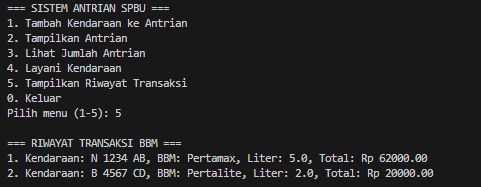 === SISTEM ANTRIAN SPBU ===
1. Tambah Kendaraan ke Antrian
2. Tampilkan Antrian
3. Lihat Jumlah Antrian
4. Layani Kendaraan
5. Tampilkan Riwayat Transaksi
0. Keluar
Pilih menu (1-5): 5

=== RIWAYAT TRANSAKSI BBM ===
1. Kendaraan: N 1234 AB, BBM: Pertamax, Liter: 5.0, Total: Rp 62000.00
2. Kendaraan: B 4567 CD, BBM: Pertalite, Liter: 2.0, Total: Rp 20000.00